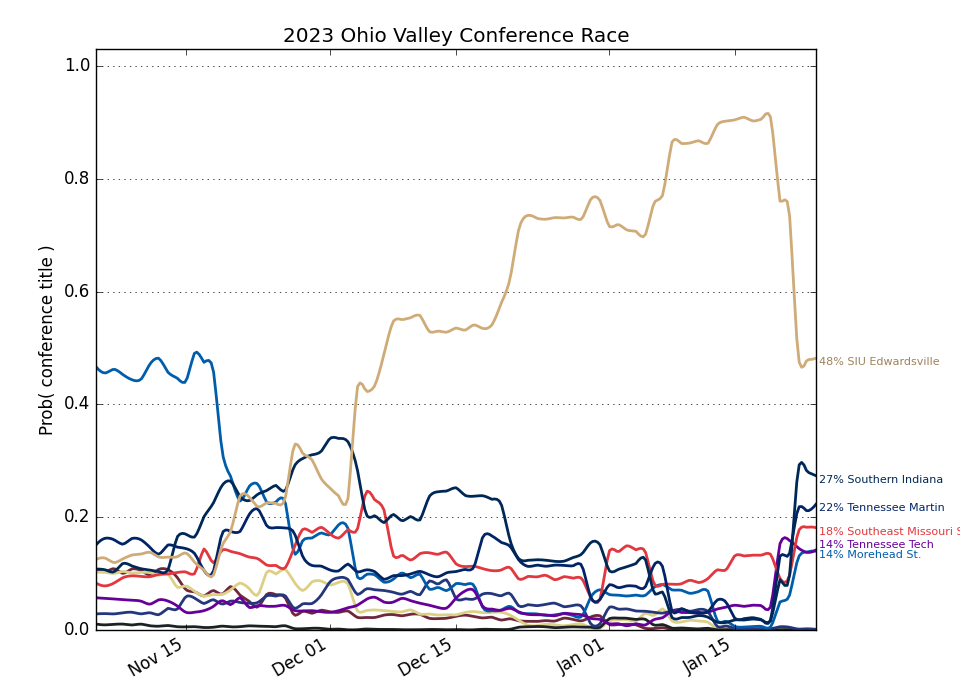 2023 Ohio Valley Conference Race
Prob( conference title )
1.0
0.8
0.6
0.4
0.2
0.0
Nov 15
Dec 01
Dec 15
Jan 01
Jan 15
48% SIU Edwardsville
27% Southern Indiana
22% Tennessee Martin
18% Southeast Missouri S
14% Tennessee Tech
14% Morehead St.